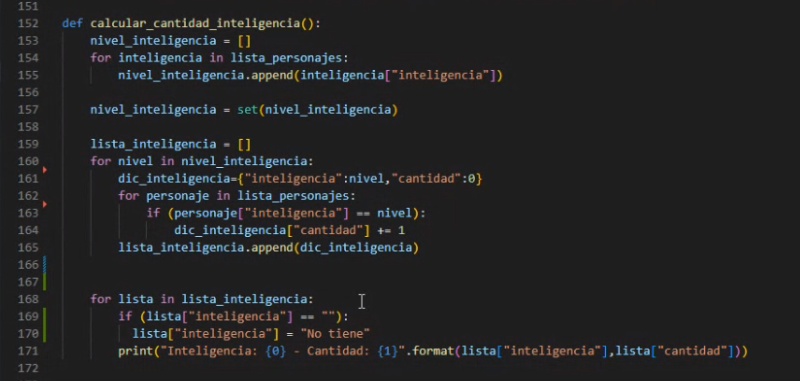 151
152 def calcular_cantidad_inteligencia():
153     nivel_inteligencia = []
154     for inteligencia in lista_personajes:
155         nivel_inteligencia.append(inteligencia["inteligencia"])
156
157     nivel_inteligencia = set(nivel_inteligencia)
158
159     lista_inteligencia = []
160     for nivel in nivel_inteligencia:
161         dic_inteligencia={"inteligencia":nivel,"cantidad":0}
162         for personaje in lista_personajes:
163             if (personaje["inteligencia"] == nivel):
164                 dic_inteligencia["cantidad"] += 1
165         lista_inteligencia.append(dic_inteligencia)
166
167
168     for lista in lista_inteligencia:
169         if (lista["inteligencia"] == ""):
170           lista["inteligencia"] = "No tiene"
171         print("Inteligencia: {0} - Cantidad: {1}".format(lista["inteligencia"],lista["cantidad"]))
172